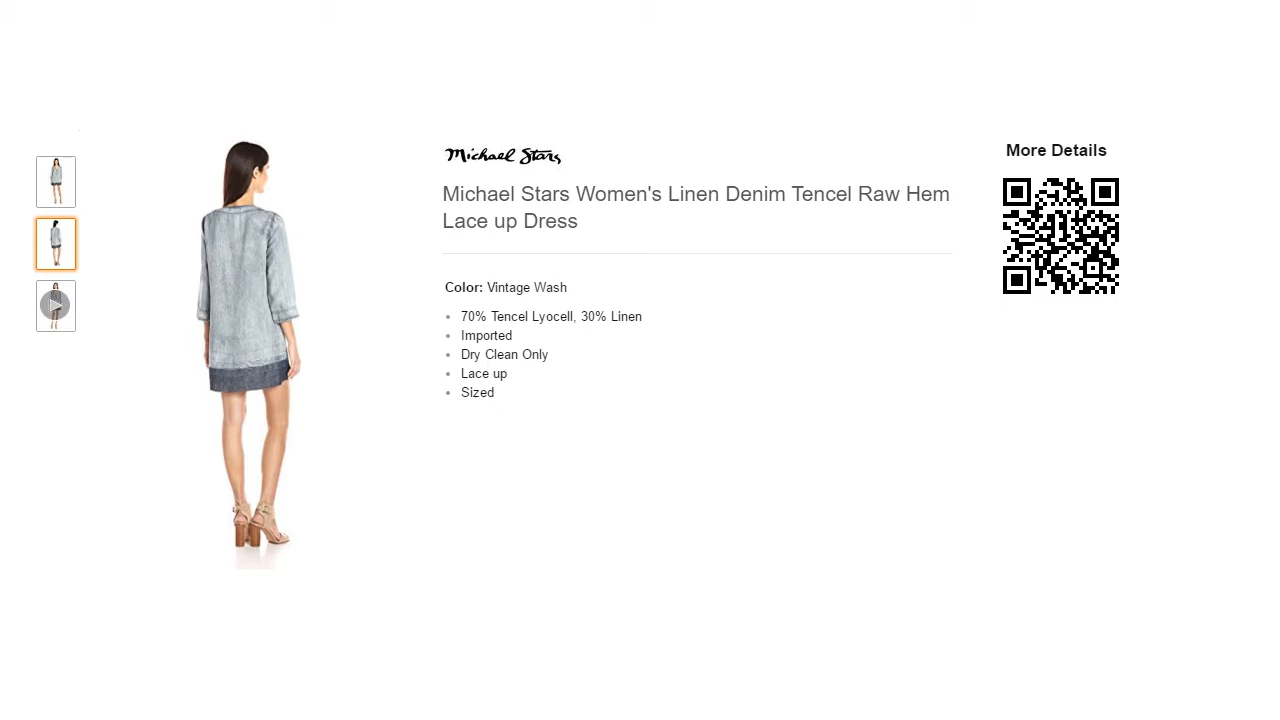 Michael Stars
Michael Stars Women's Linen Denim Tencel Raw Hem
Lace up Dress
Color: Vintage Wash
70% Tencel Lyocell, 30% Linen
Imported
Dry Clean Only
Lace up
Sized
More Details